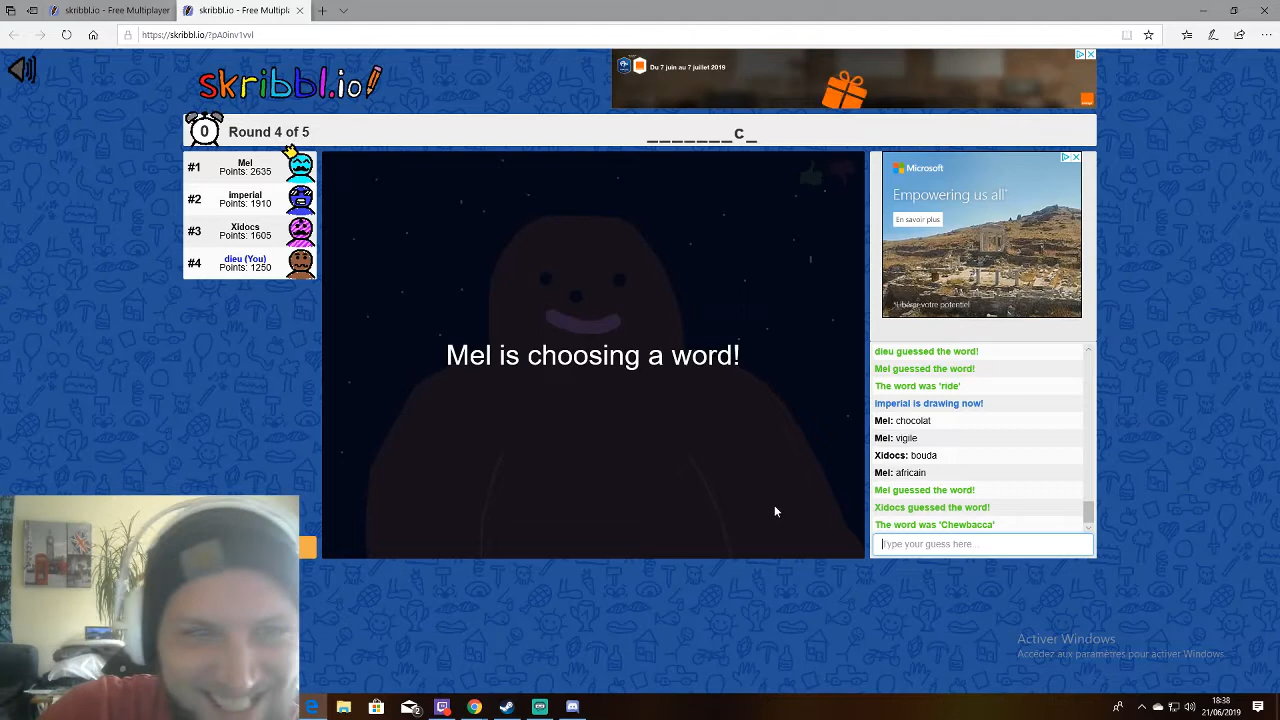 skribbl.io - Free Multiplayer
skribbl.io - Free Multiplay
https://skribbl.io/?pA0inv1vvl
skribbl.io
Du 7 juin au 7 juillet 2019
0
Round 4 of 5
_______c_
#1
Mel
Points: 2635
#2
imperial
Points: 1910
#3
Xidocs
Points: 1605
#4
dieu (You)
Points: 1250
Mel is choosing a word!
Microsoft
Empowering us all*
En savoir plus
*Libérer votre potentiel
dieu guessed the word!
Mel guessed the word!
The word was 'ride'
imperial is drawing now!
Mel: chocolat
Mel: vigile
Xidocs: bouda
Mel: africain
Mel guessed the word!
Xidocs guessed the word!
The word was 'Chewbacca'
Type your guess here...
Activer Windows
Accédez aux paramètres pour activer Windows.
18:38
21/06/2019